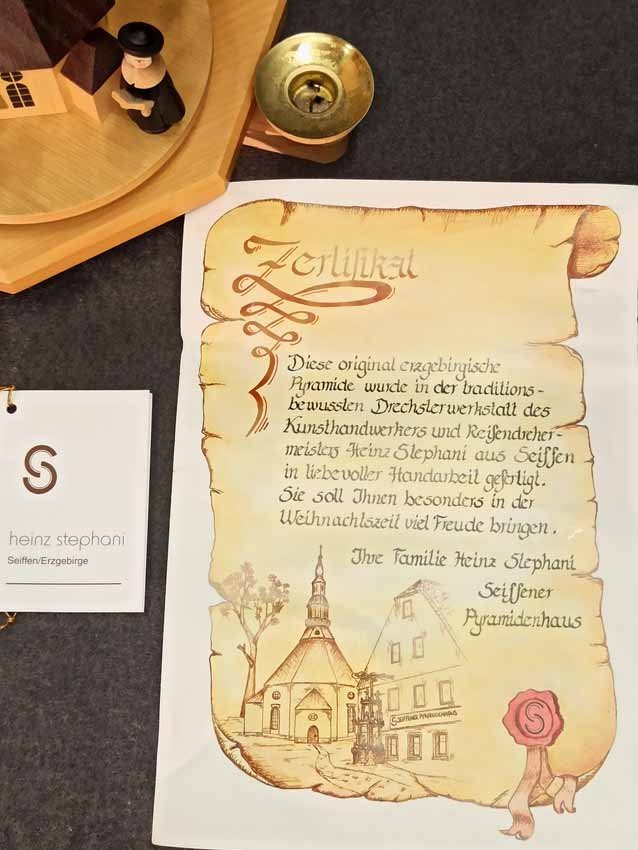 Zertifikat
Diese original erzgebirgische
Pyramide wurde in der traditions-
bewussten Drechslerwerkstatt des
Kunsthandwerkers und Reifendreher-
meisters Heinz Stephani aus Seiffen
in liebevoller Handarbeit gefertigt.
Sie soll Ihnen besonders in der
Weihnachtszeit viel Freude bringen.
Ihre Familie Heinz Stephani
Seiffener
Pyramidenhaus
S SEIFFENER PYRAMIDENHAUS
S
S
heinz stephani
Seiffen/Erzgebirge